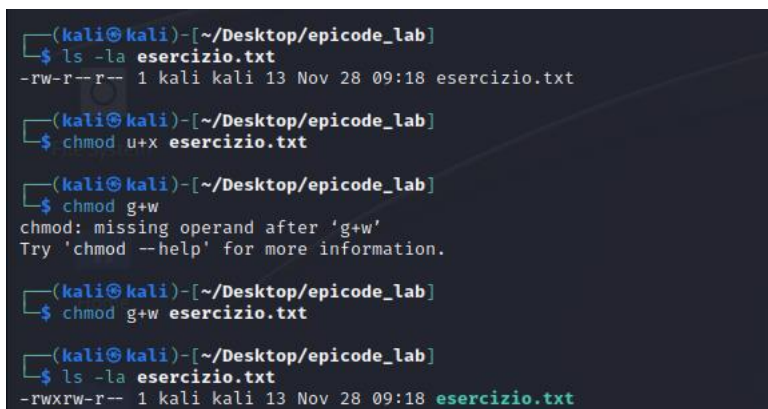 ┌──(kali㉿kali)-[~/Desktop/epicode_lab]
└─$ ls -la esercizio.txt
-rw-r--r-- 1 kali kali 13 Nov 28 09:18 esercizio.txt
┌──(kali㉿kali)-[~/Desktop/epicode_lab]
└─$ chmod u+x esercizio.txt
┌──(kali㉿kali)-[~/Desktop/epicode_lab]
└─$ chmod g+w
chmod: missing operand after ‘g+w’
Try 'chmod --help' for more information.
┌──(kali㉿kali)-[~/Desktop/epicode_lab]
└─$ chmod g+w esercizio.txt
┌──(kali㉿kali)-[~/Desktop/epicode_lab]
└─$ ls -la esercizio.txt
-rwxrw-r-- 1 kali kali 13 Nov 28 09:18 esercizio.txt